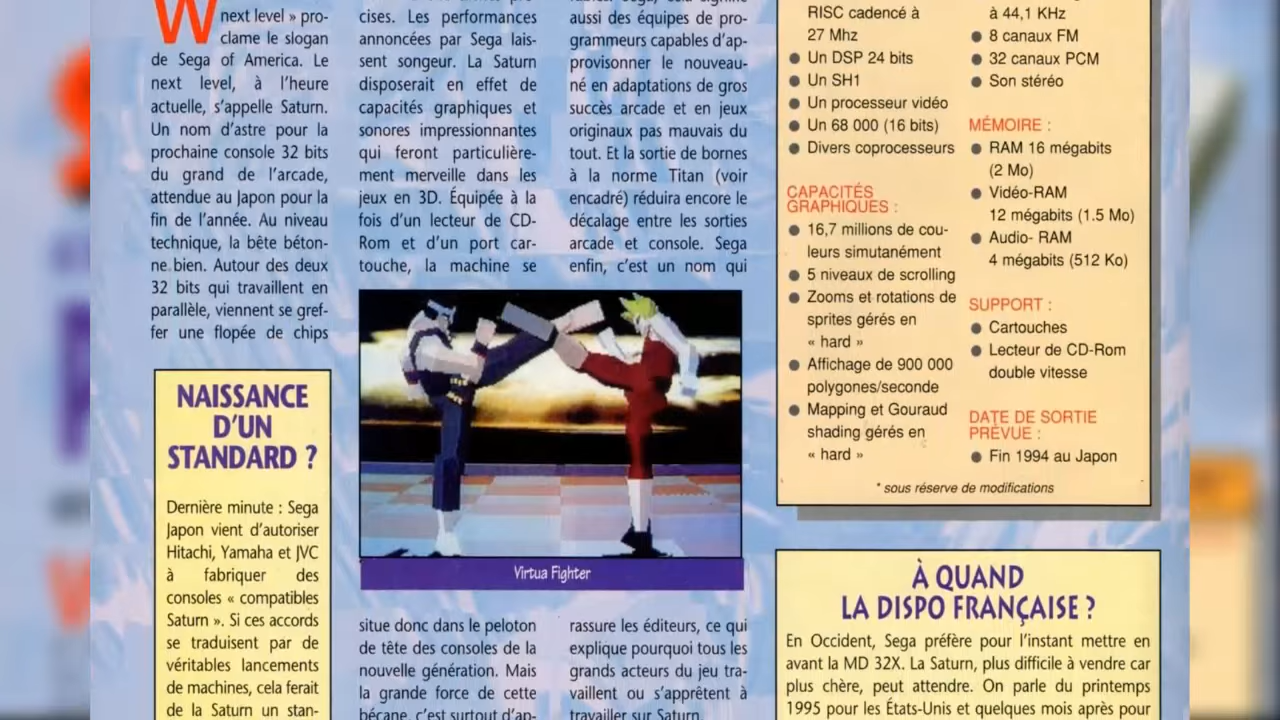 W
next level » pro-
clame le slogan
de Sega of America. Le
next level, à l'heure
actuelle, s'appelle Saturn.
Un nom d'astre pour la
prochaine console 32 bits
du grand de l'arcade,
attendue au Japon pour la
fin de l'année. Au niveau
technique, la bête béton-
ne bien. Autour des deux
32 bits qui travaillent en
parallèle, viennent se gref-
fer une flopée de chips
NAISSANCE
D'UN
STANDARD ?
Dernière minute : Sega
Japon vient d'autoriser
Hitachi, Yamaha et JVC
à fabriquer des
consoles « compatibles
Saturn ». Si ces accords
se traduisent par de
véritables lancements
de machines, cela ferait
de la Saturn un stan-
cises. Les performances
annoncées par Sega lais-
sent songeur. La Saturn
disposerait en effet de
capacités graphiques et
sonores impressionnantes
qui feront particulière-
ment merveille dans les
jeux en 3D. Équipée à la
fois d'un lecteur de CD-
Rom et d'un port car-
touche, la machine se
Virtua Fighter
situe donc dans le peloton
de tête des consoles de la
nouvelle génération. Mais
la grande force de cette
bécane, c'est surtout d'ap-
aussi des équipes de pro-
grammeurs capables d'ap-
provisionner le nouveau-
né en adaptations de gros
succès arcade et en jeux
originaux pas mauvais du
tout. Et la sortie de bornes
à la norme Titan (voir
encadré) réduira encore le
décalage entre les sorties
arcade et console. Sega
enfin, c'est un nom qui
rassure les éditeurs, ce qui
explique pourquoi tous les
grands acteurs du jeu tra-
vaillent ou s'apprêtent à
travailler sur Saturn.
RISC cadencé à
27 Mhz
● Un DSP 24 bits
● Un SH1
● Un processeur vidéo
● Un 68 000 (16 bits)
● Divers coprocesseurs
CAPACITÉS
GRAPHIQUES :
● 16,7 millions de cou-
leurs simutanément
● 5 niveaux de scrolling
● Zooms et rotations de
sprites gérés en
« hard »
● Affichage de 900 000
polygones/seconde
● Mapping et Gouraud
shading gérés en
« hard »
à 44,1 KHz
● 8 canaux FM
● 32 canaux PCM
● Son stéréo
MÉMOIRE :
● RAM 16 mégabits
(2 Mo)
● Vidéo-RAM
12 mégabits (1.5 Mo)
● Audio- RAM
4 mégabits (512 Ko)
SUPPORT :
● Cartouches
● Lecteur de CD-Rom
double vitesse
DATE DE SORTIE
PRÉVUE :
● Fin 1994 au Japon
* sous réserve de modifications
À QUAND
LA DISPO FRANÇAISE ?
En Occident, Sega préfère pour l'instant mettre en
avant la MD 32X. La Saturn, plus difficile à vendre car
plus chère, peut attendre. On parle du printemps
1995 pour les États-Unis et quelques mois après pour